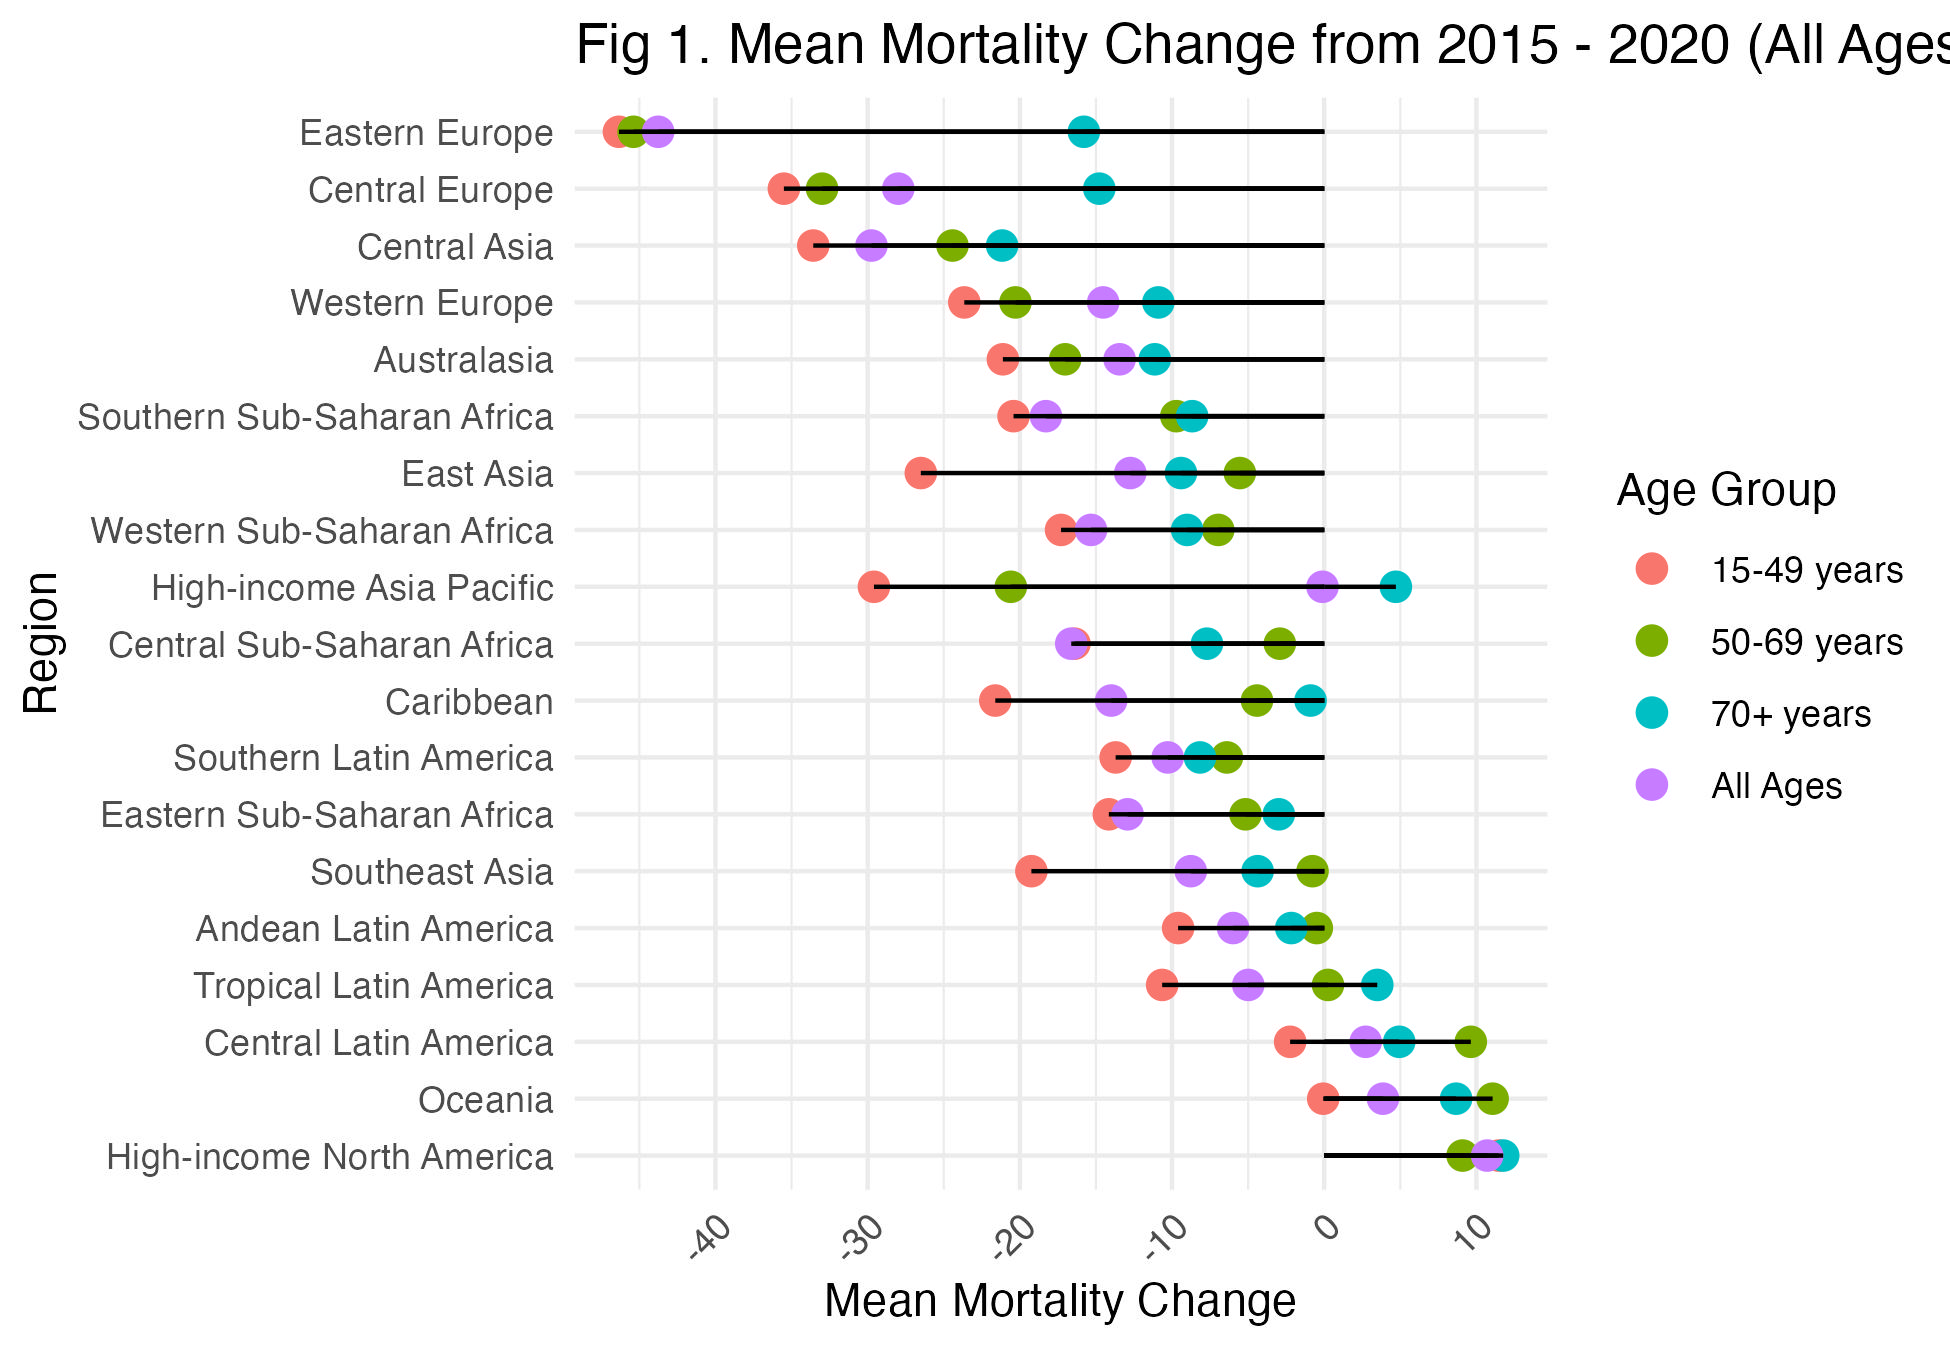 Fig 1. Mean Mortality Change from 2015 - 2020 (All Ages
Eastern Europe
Central Europe
Central Asia
Western Europe
Australasia
Southern Sub-Saharan Africa
East Asia
Western Sub-Saharan Africa
High-income Asia Pacific
Central Sub-Saharan Africa
Caribbean
Southern Latin America
Eastern Sub-Saharan Africa
Southeast Asia
Andean Latin America
Tropical Latin America
Central Latin America
Oceania
High-income North America
Region
-40
-30
-20
-10
0
10
Mean Mortality Change
Age Group
15-49 years
50-69 years
70+ years
All Ages